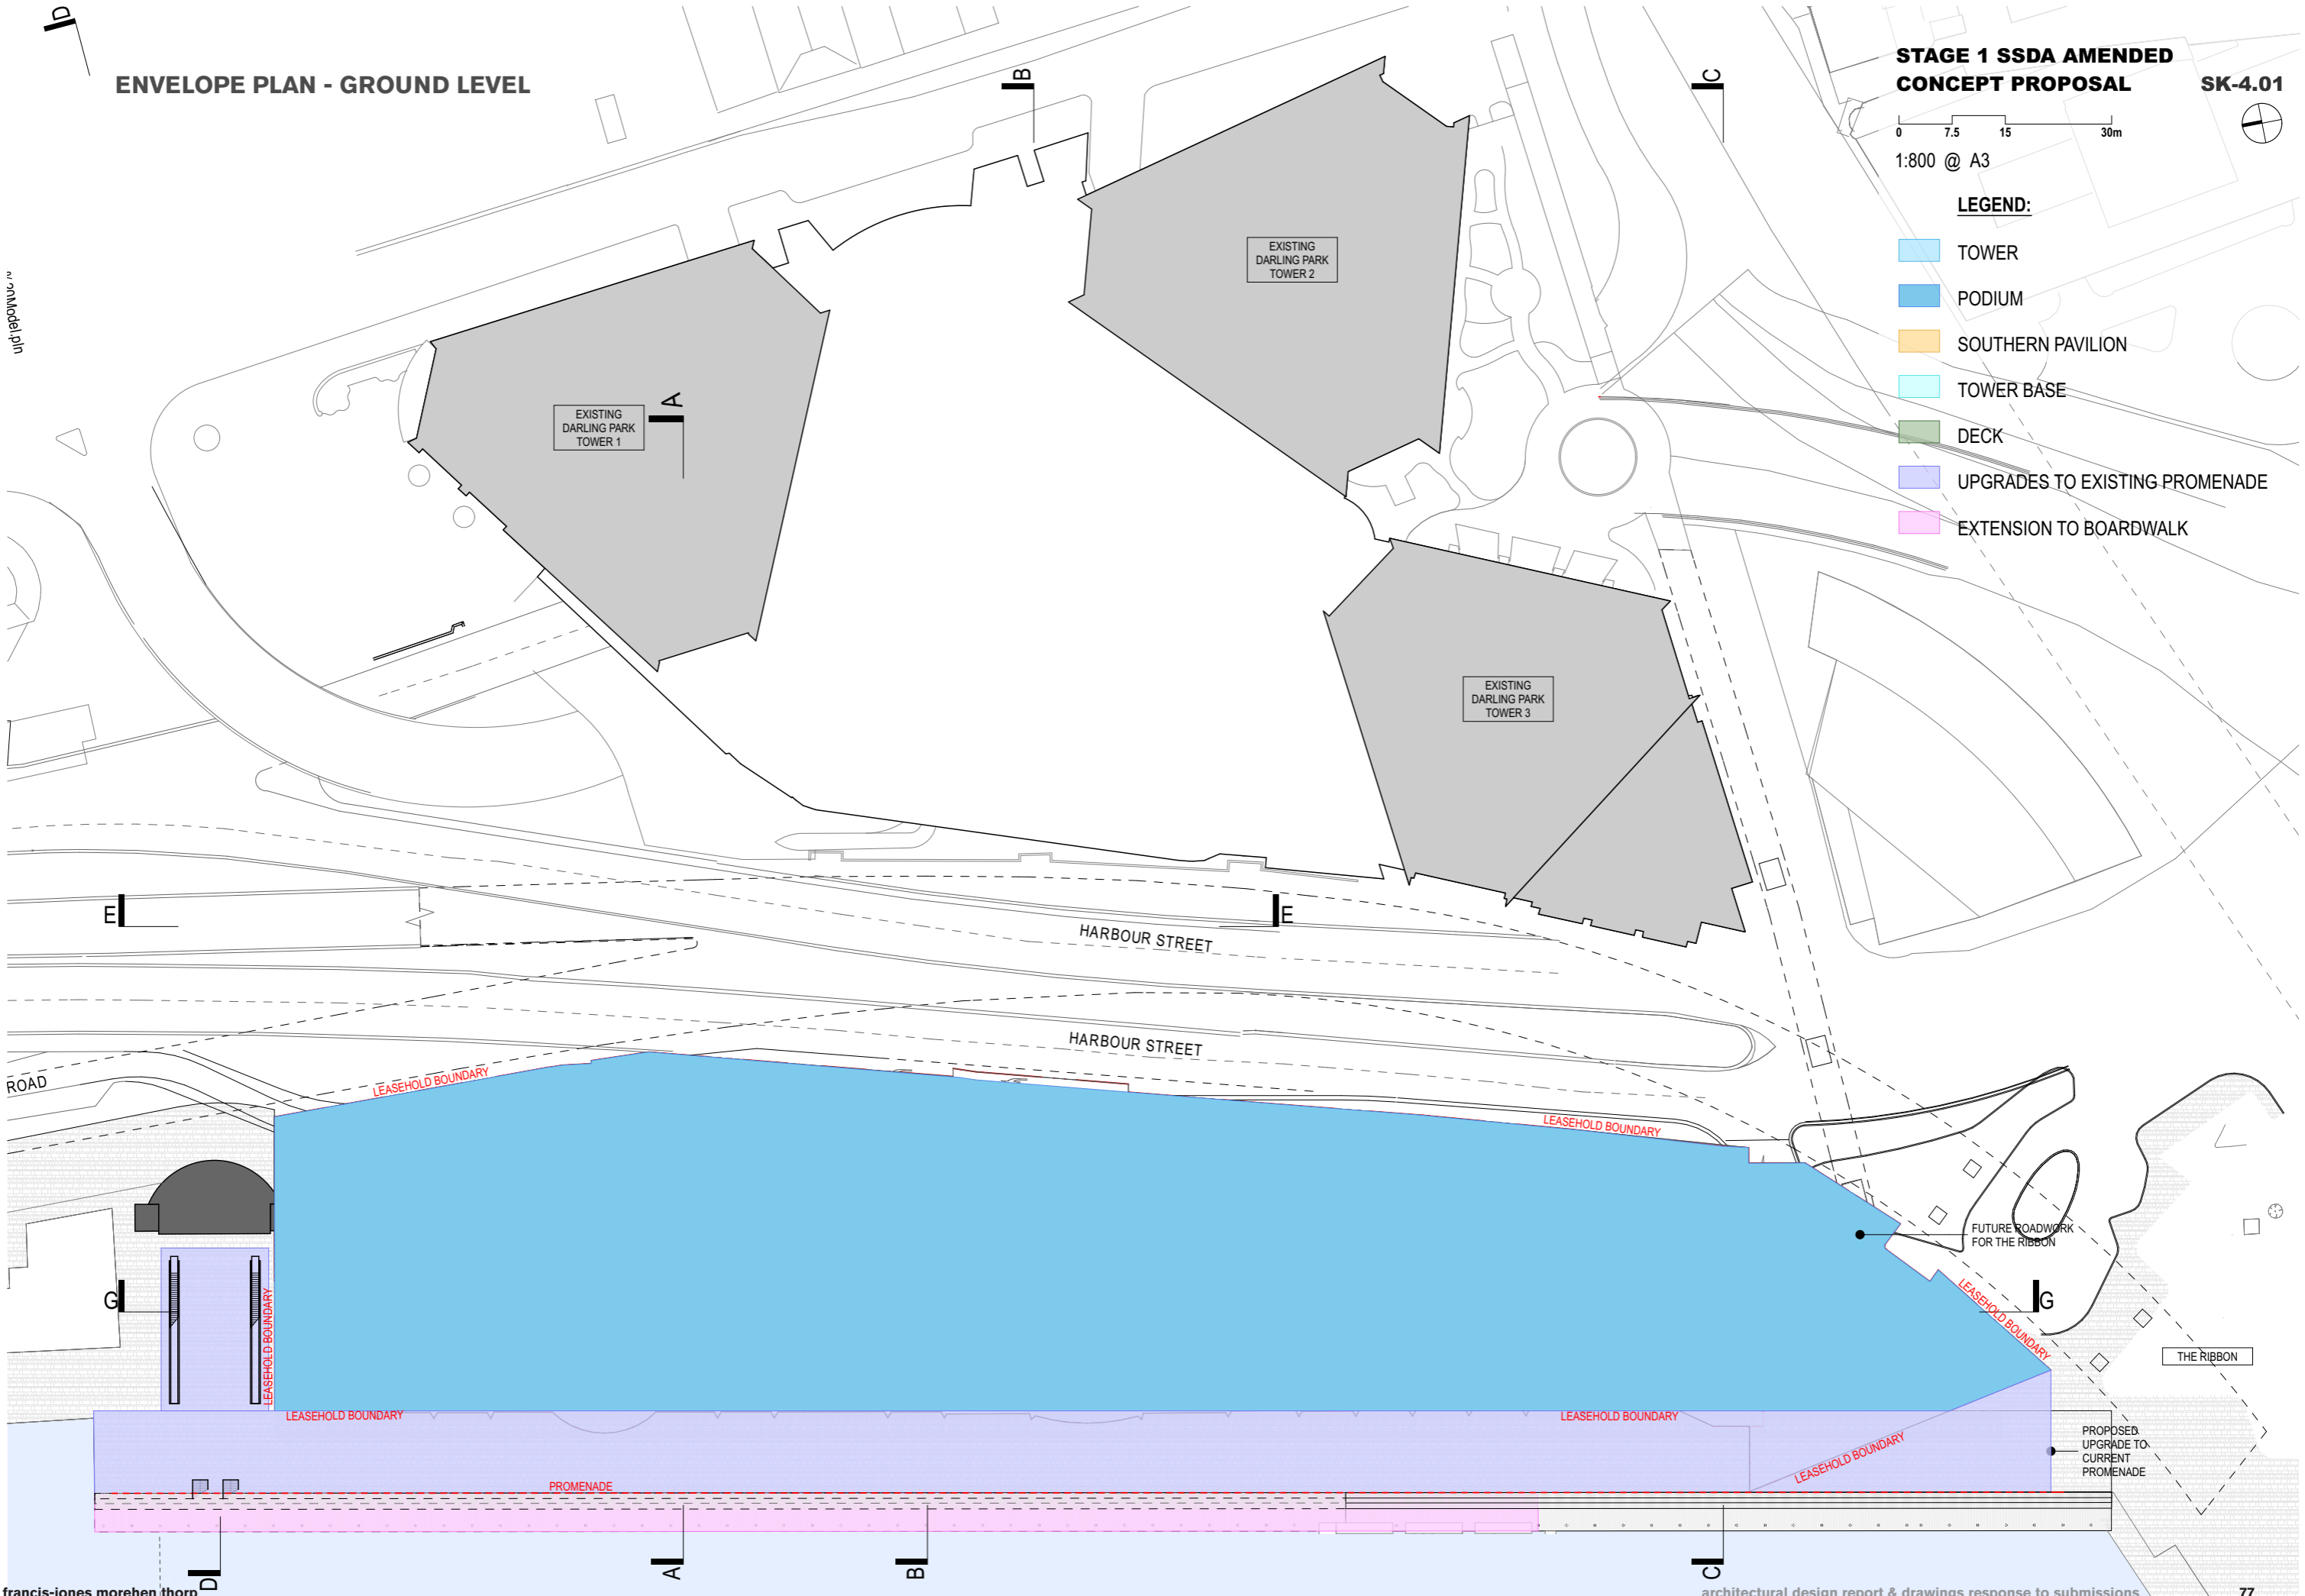 D
ENVELOPE PLAN - GROUND LEVEL
B
C
STAGE 1 SSDA AMENDED
CONCEPT PROPOSAL
SK-4.01
0 7.5 15 30m
1:800 @ A3
LEGEND:
TOWER
PODIUM
SOUTHERN PAVILION
TOWER BASE
DECK
UPGRADES TO EXISTING PROMENADE
EXTENSION TO BOARDWALK
EXISTING
DARLING PARK
TOWER 2
EXISTING
DARLING PARK
TOWER 1
A
EXISTING
DARLING PARK
TOWER 3
E
E
HARBOUR STREET
HARBOUR STREET
ROAD
LEASEHOLD BOUNDARY
LEASEHOLD BOUNDARY
FUTURE ROADWORK
FOR THE RIBBON
G
G
LEASEHOLD BOUNDARY
LEASEHOLD BOUNDARY
THE RIBBON
LEASEHOLD BOUNDARY
LEASEHOLD BOUNDARY
LEASEHOLD BOUNDARY
PROPOSED
UPGRADE TO
CURRENT
PROMENADE
PROMENADE
D
A
B
C
francis-jones morehen thorp
architectural design report & drawings response to submissions
77